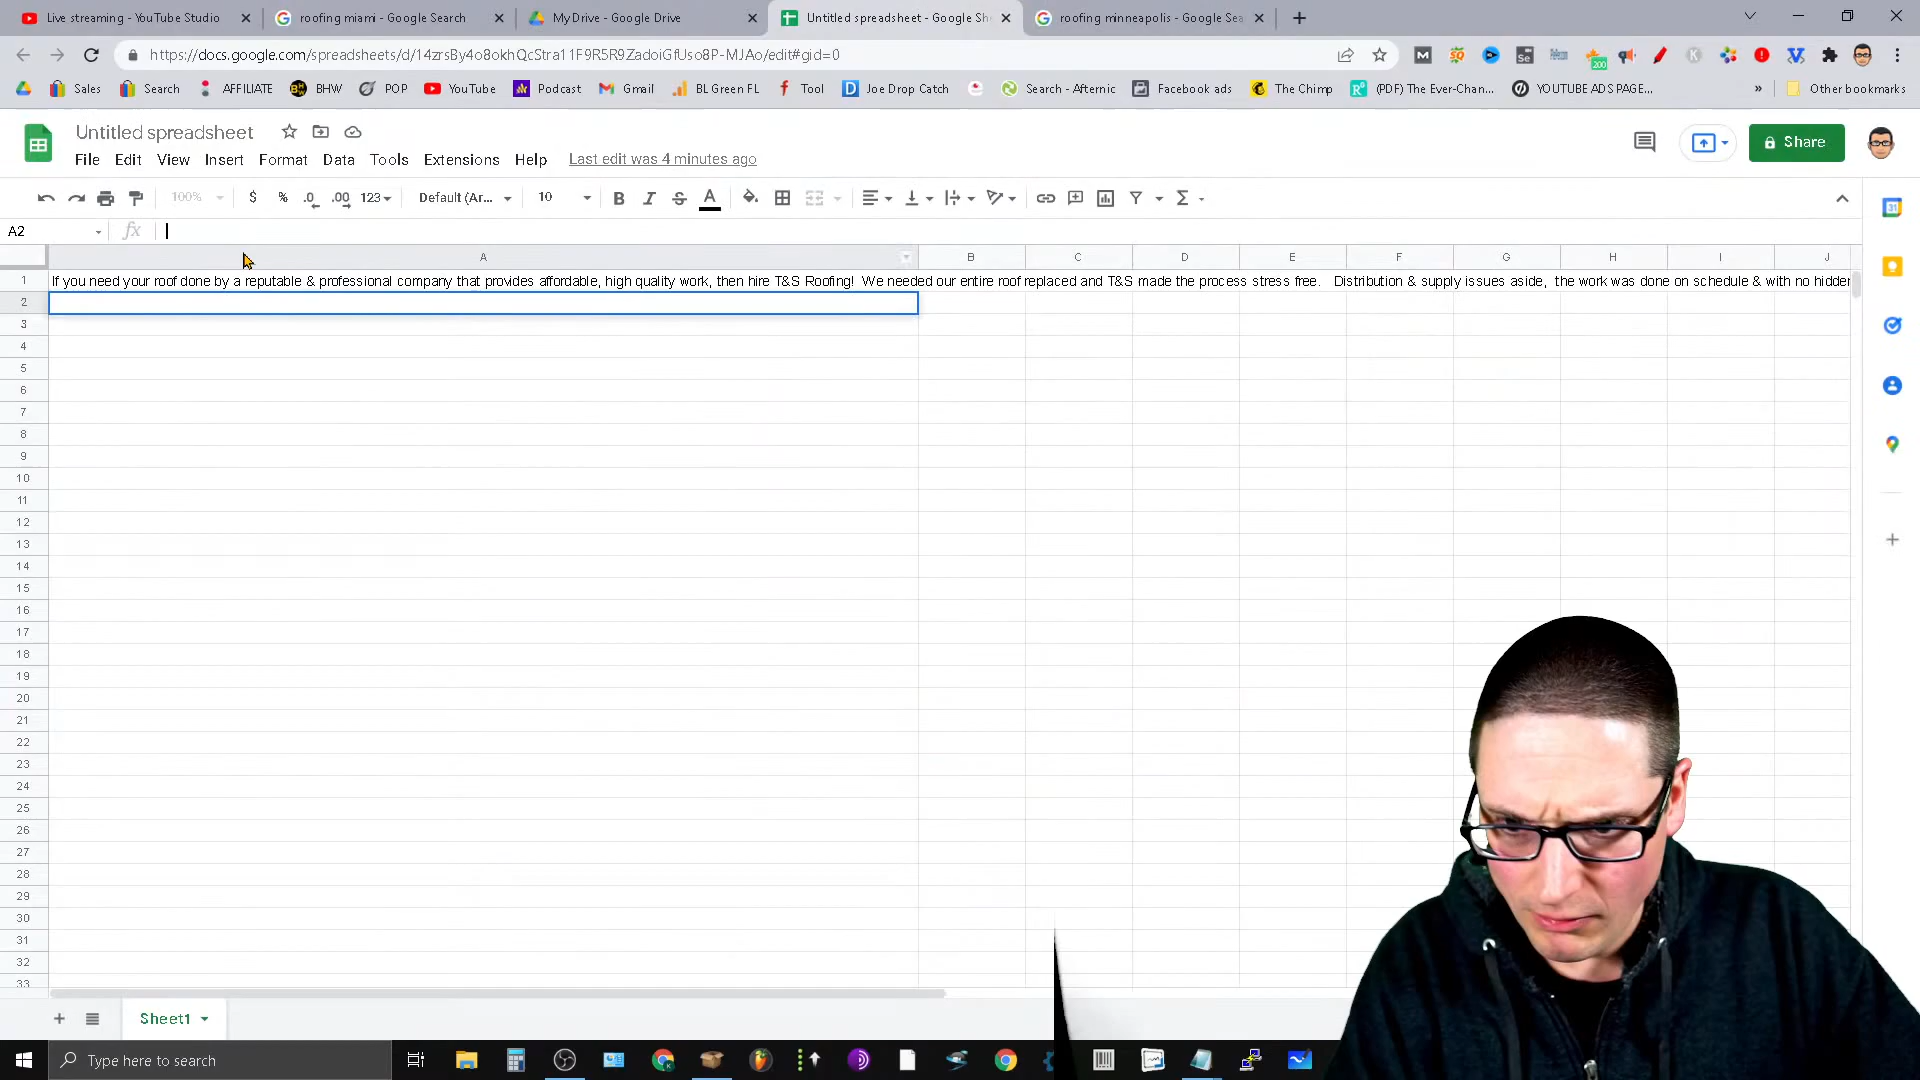 Live streaming - YouTube Studio
roofing miami - Google Search
My Drive - Google Drive
Untitled spreadsheet - Google Sh
roofing minneapolis - Google Sea
https://docs.google.com/spreadsheets/d/14zrsBy4o8okhQcStra11F9R5R9ZadoiGfUso8P-MJAo/edit#gid=0
Sales
Search
AFFILIATE
BHW
POP
YouTube
Podcast
Gmail
BL Green FL
Tool
Joe Drop Catch
Search - Afternic
Facebook ads
The Chimp
(PDF) The Ever-Chan...
YOUTUBE ADS PAGE...
»
Other bookmarks
Untitled spreadsheet
File Edit View Insert Format Data Tools Extensions Help Last edit was 4 minutes ago
Share
100% $ % .0 .00 123 Default (Ar... 10 B I S A
A2 fx
A B C D E F G H I J
1 If you need your roof done by a reputable & professional company that provides affordable, high quality work, then hire T&S Roofing! We needed our entire roof replaced and T&S made the process stress free. Distribution & supply issues aside, the work was done on schedule & with no hidden
2
3
4
5
6
7
8
9
10
11
12
13
14
15
16
17
18
19
20
21
22
23
24
25
26
27
28
29
30
31
32
33
Sheet1
Type here to search